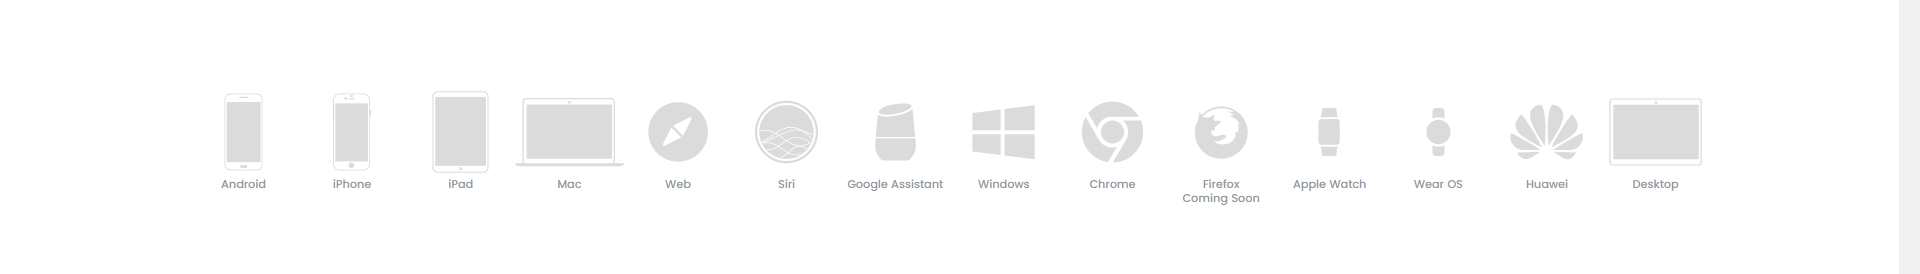 Android
iPhone
iPad
Mac
Web
Siri
Google Assistant
Windows
Chrome
Firefox
Coming Soon
Apple Watch
Wear OS
Huawei
Desktop